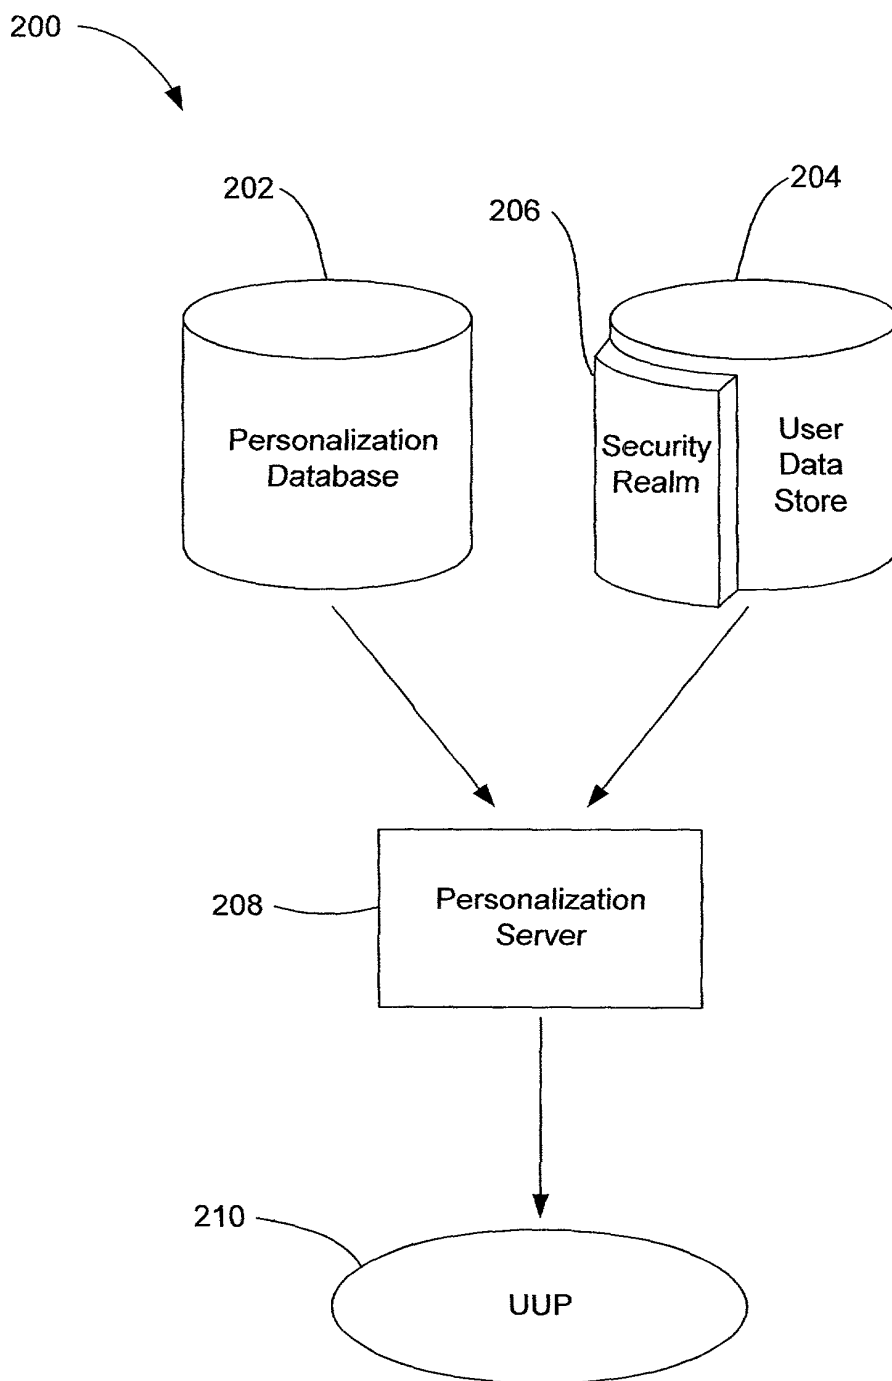 200
202
204
206
Personalization
Database
Security
Realm
User
Data
Store
208
Personalization
Server
210
UUP